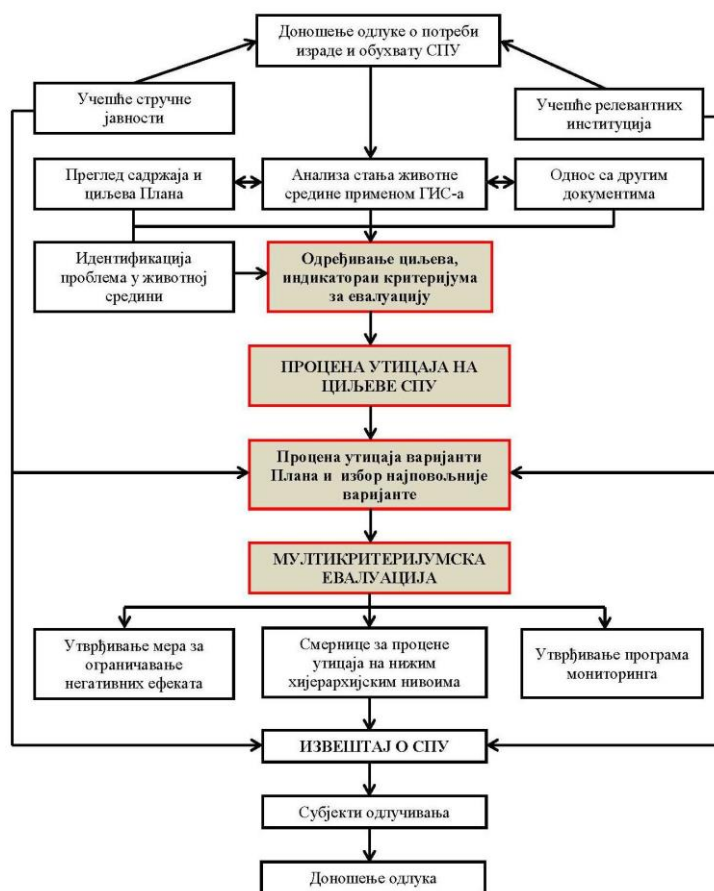 Доношење одлуке о потреби
израде и обухвату СПУ
Учешће стручне
јавности
Учешће релевантних
институција
Преглед садржаја и
циљева Плана
Анализа стања животне
средине применом ГИС-а
Однос са другим
документима
Идентификација
проблема у животној
средини
Одређивање циљева,
индикатораи критеријума
за евалуацију
ПРОЦЕНА УТИЦАЈА НА
ЦИЉЕВЕ СПУ
Процена утицаја варијанти
Плана и избор најповољније
варијанте
МУЛТИКРИТЕРИЈУМСКА
ЕВАЛУАЦИЈА
Утврђивање мера за
ограничавање
негативних ефеката
Смернице за процене
утицаја на нижим
хијерархијским нивоима
Утврђивање програма
мониторинга
ИЗВЕШТАЈ О СПУ
Субјекти одлучивања
Доношење одлука